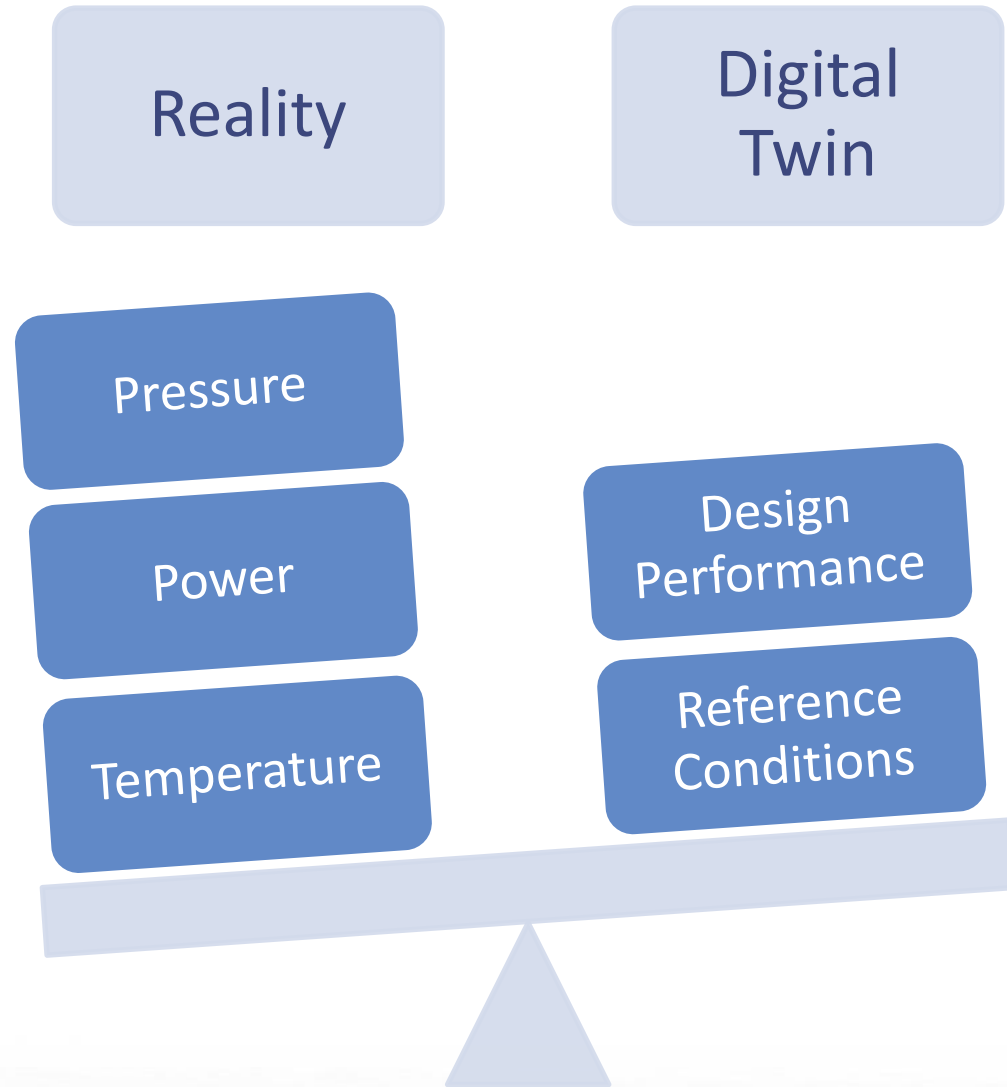 Reality
Digital
Twin
Pressure
Power
Temperature
Design
Performance
Reference
Conditions